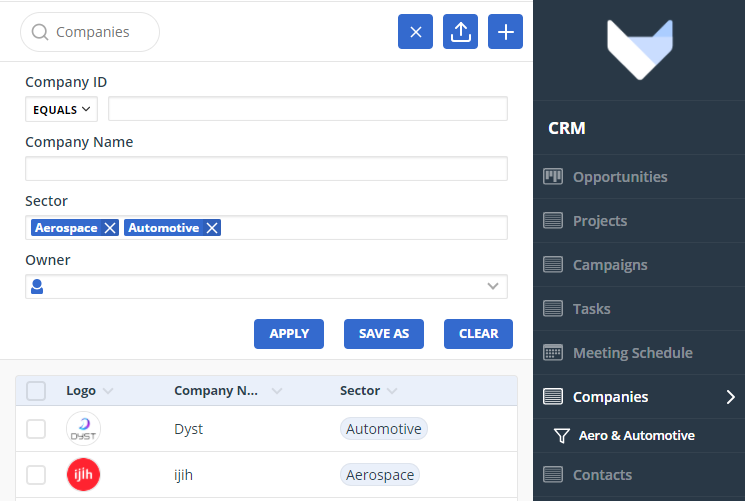 Companies
Company ID
EQUALS
Company Name
Sector
Aerospace Automotive
Owner
APPLY SAVE AS CLEAR
Logo Company N... Sector
DYST Dyst Automotive
ijih ijih Aerospace
CRM
Opportunities
Projects
Campaigns
Tasks
Meeting Schedule
Companies
Aero & Automotive
Contacts